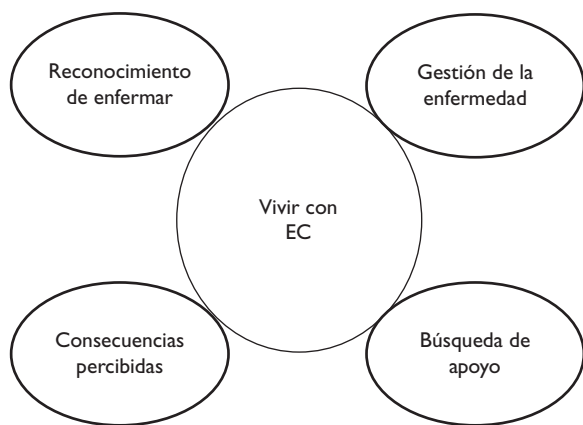 Reconocimiento
de enfermar
Gestión de la
enfermedad
Vivir con
EC
Consecuencias
percibidas
Búsqueda de
apoyo